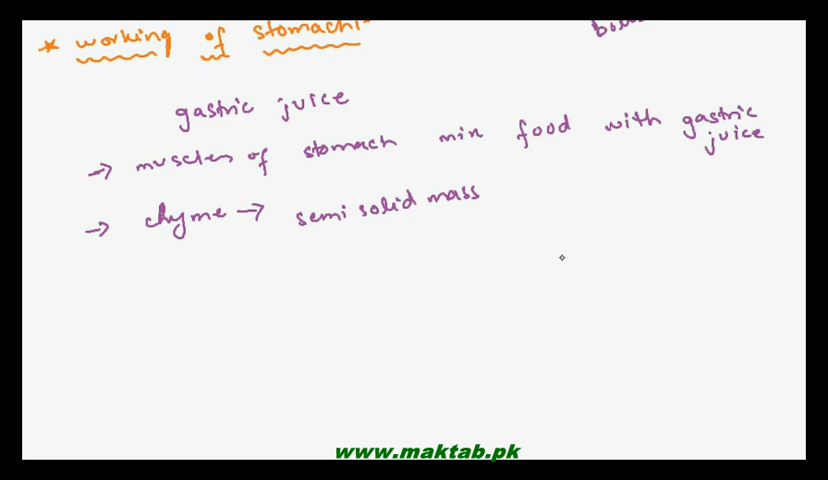 * working of stomach:-
gastric juice
→ muscles of stomach mix food with gastric juice
→ chyme → semi solid mass
www.maktab.pk